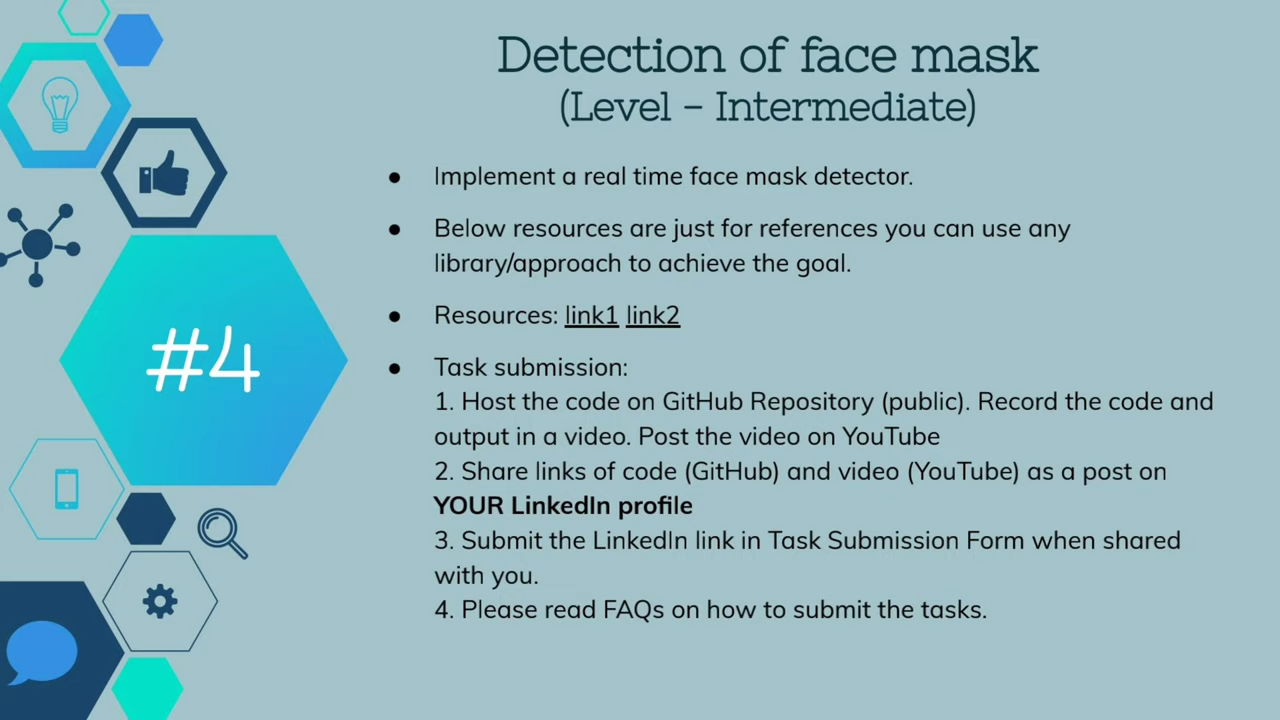 Detection of face mask
(Level – Intermediate)
● Implement a real time face mask detector.
● Below resources are just for references you can use any
library/approach to achieve the goal.
● Resources: link1 link2
● Task submission:
1. Host the code on GitHub Repository (public). Record the code and
output in a video. Post the video on YouTube
2. Share links of code (GitHub) and video (YouTube) as a post on
YOUR LinkedIn profile
3. Submit the LinkedIn link in Task Submission Form when shared
with you.
4. Please read FAQs on how to submit the tasks.
#4